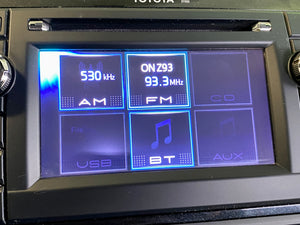 TOYOTA
530 kHz
AM
ON Z93
93.3 MHz
FM
CD
USB
BT
AUX